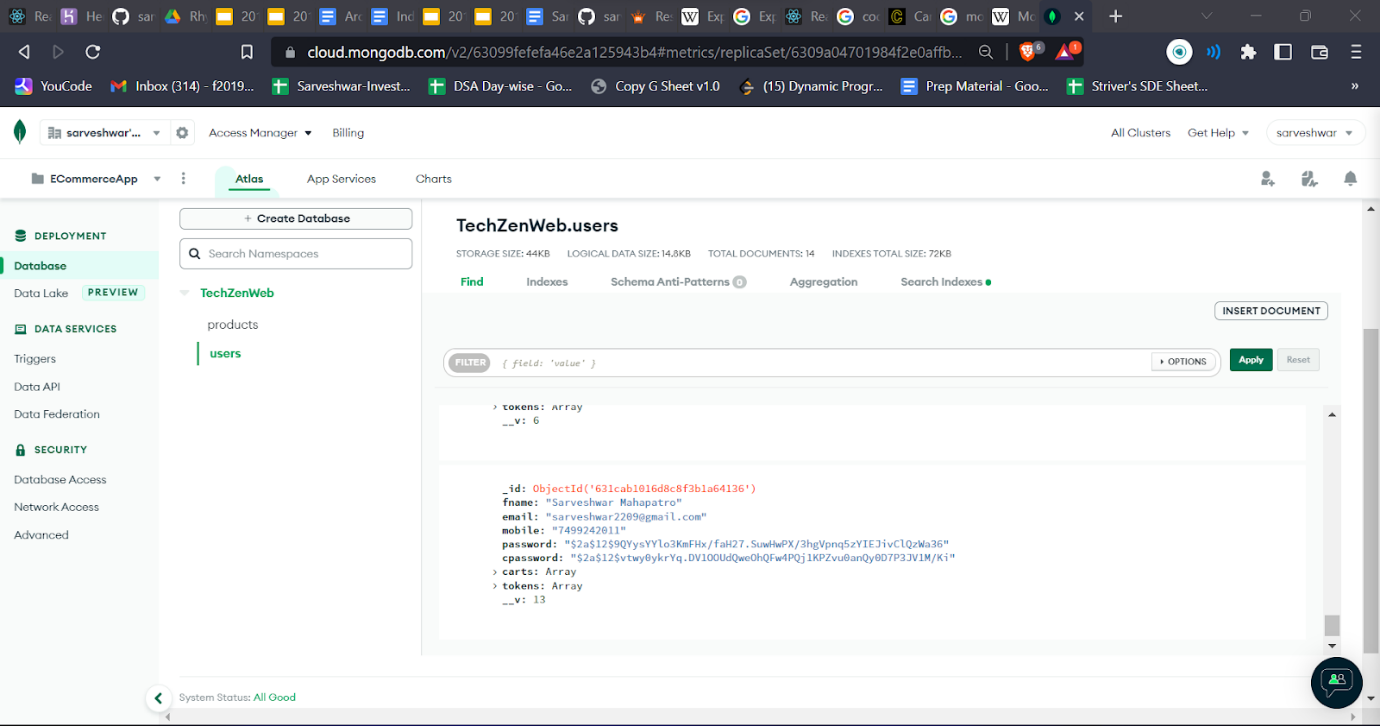 Rea He sar Rhy 20 20 Arc Ind 20 20 Sar sar Res Exp Exp Rea coo Car mo Mo
cloud.mongodb.com/v2/63099fefefa46e2a125943b4#metrics/replicaSet/6309a04701984f2e0affb... 6 1
YouCode Inbox (314) - f2019... Sarveshwar-Invest... DSA Day-wise - Go... Copy G Sheet v1.0 (15) Dynamic Progr... Prep Material - Goo... Striver's SDE Sheet... »
sarveshwar'... Access Manager Billing All Clusters Get Help sarveshwar
ECommerceApp Atlas App Services Charts
DEPLOYMENT
Database
Data Lake PREVIEW
DATA SERVICES
Triggers
Data API
Data Federation
SECURITY
Database Access
Network Access
Advanced
+ Create Database
Search Namespaces
TechZenWeb
products
users
TechZenWeb.users
STORAGE SIZE: 44KB LOGICAL DATA SIZE: 14.8KB TOTAL DOCUMENTS: 14 INDEXES TOTAL SIZE: 72KB
Find Indexes Schema Anti-Patterns 0 Aggregation Search Indexes
INSERT DOCUMENT
FILTER { field: 'value' } OPTIONS Apply Reset
tokens: Array
__v: 6
_id: ObjectId('631cab1016d8c8f3b1a64136')
fname: "Sarveshwar Mahapatro"
email: "sarveshwar2209@gmail.com"
mobile: "7499242011"
password: "$2a$12$9QYysYYlo3KmFHx/faH27.SuwHwPX/3hgVpnq5zYIEJivClQzWa36"
cpassword: "$2a$12$vtwy0ykrYq.DV1OOUdQweOhQFw4PQj1KPZvu0anQy0D7P3JV1M/Ki"
carts: Array
tokens: Array
__v: 13
System Status: All Good